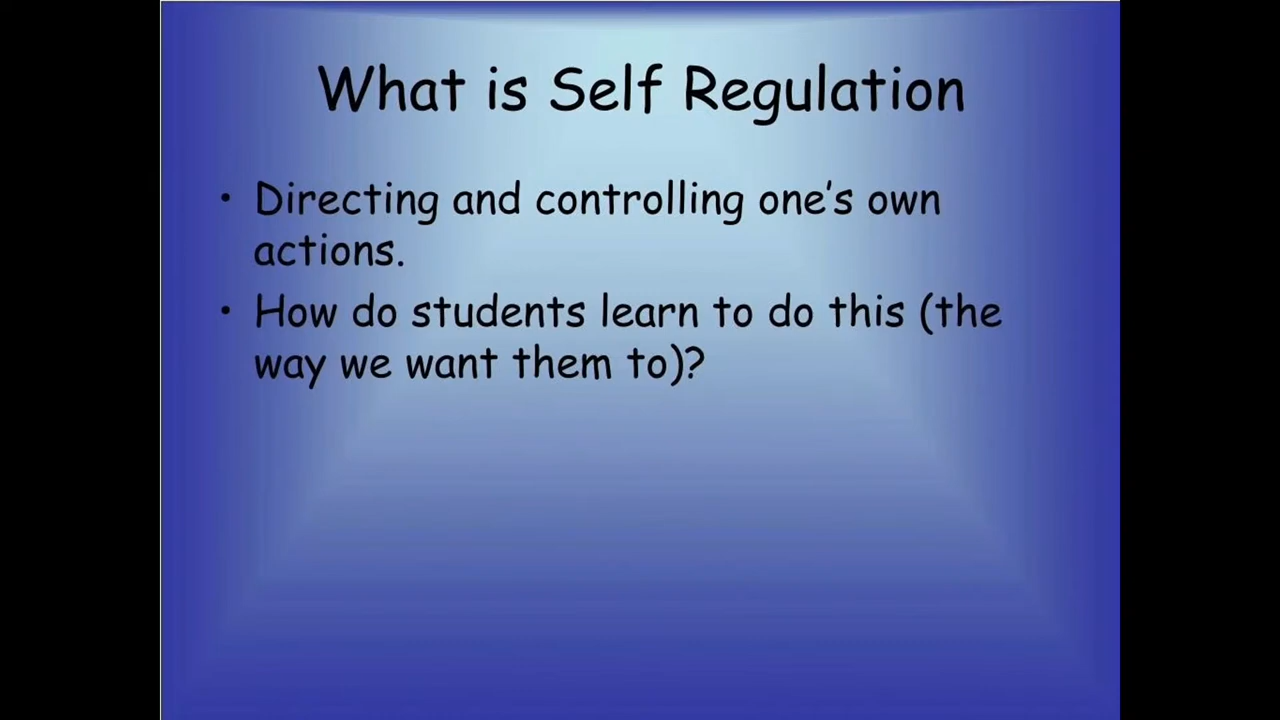 What is Self Regulation
• Directing and controlling one's own
actions.
• How do students learn to do this (the
way we want them to)?